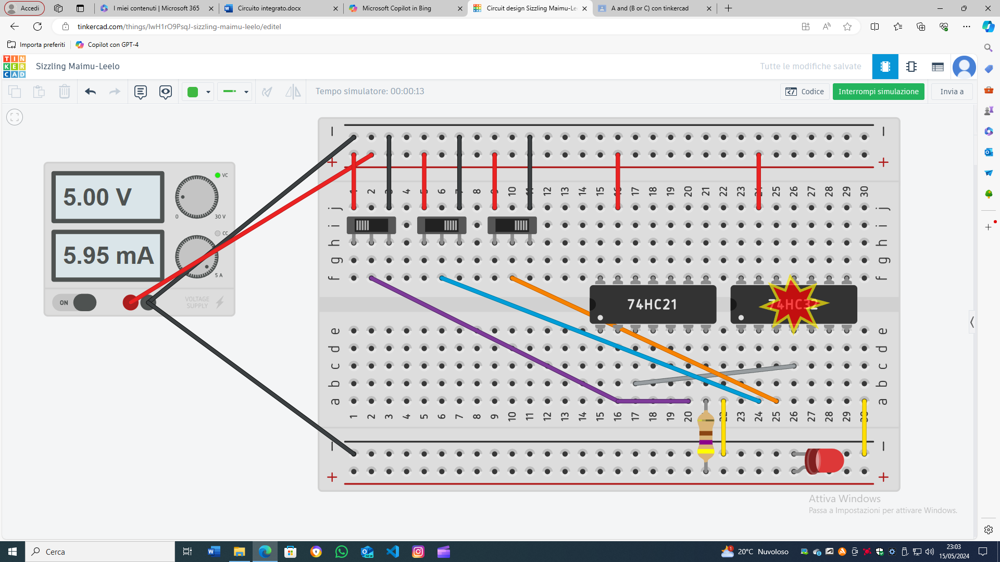 Accedi
I miei contenuti | Microsoft 365
Circuito integrato.docx
Microsoft Copilot in Bing
Circuit design Sizzling Maimu-Le
A and (B or C) con tinkercad
tinkercad.com/things/lwH1rO9PsqJ-sizzling-maimu-leelo/editel
Importa preferiti
Copilot con GPT-4
TIN
KER
CAD
Sizzling Maimu-Leelo
Tutte le modifiche salvate
Tempo simulatore: 00:00:13
Codice
Interrompi simulazione
Invia a
5.00 V
VC
0 30 V
5.95 mA
CC
5 A
ON
VOLTAGE
SUPPLY
+ +
1 2 4 5 6 7 8 9 10 11 12 13 14 15 16 17 18 19 20 21 22 23 24 25 26 27 28 29 30
j j
i i
h h
g g
f f
74HC21
74HC32
e e
d d
c c
b b
a a
1 2 3 4 5 6 7 8 9 10 11 12 13 14 15 16 17 18 19 20 22 23 24 25 26 27 28 29 30
+ +
Attiva Windows
Passa a Impostazioni per attivare Windows.
Cerca
NEW
1
20°C Nuvoloso
23:03
15/05/2024